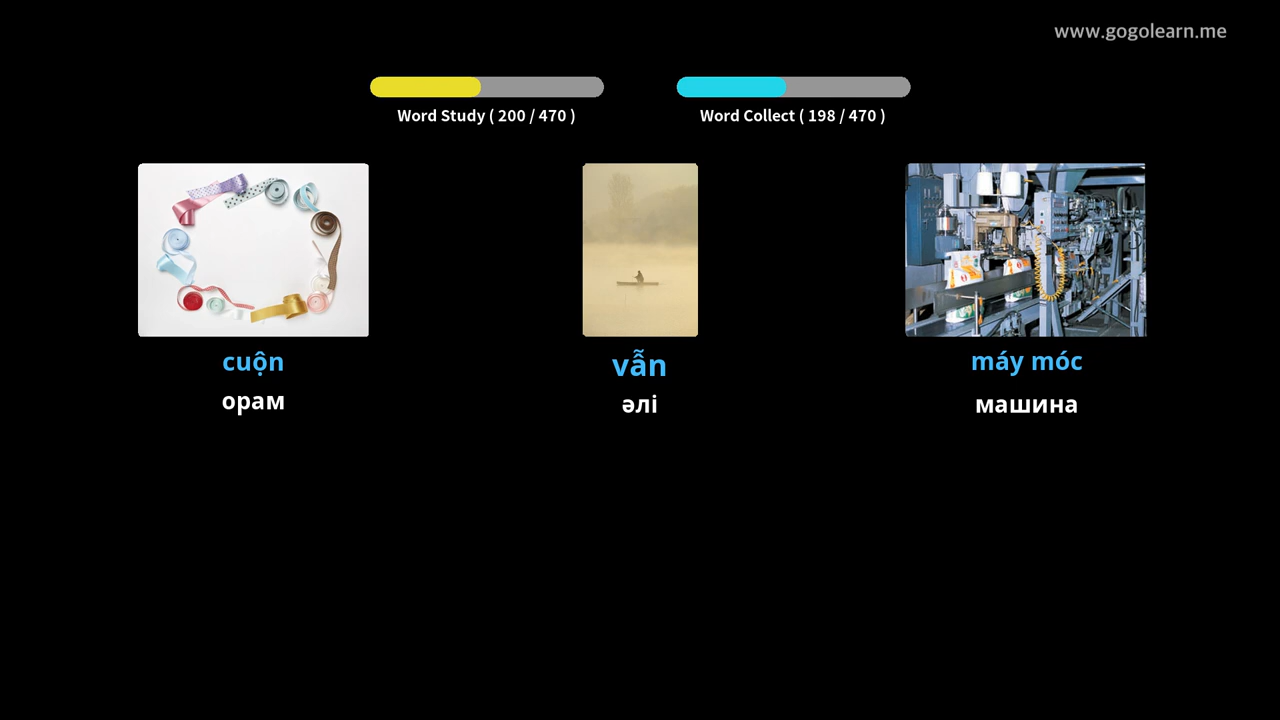 www.gogolearn.me
Word Study ( 200 / 470 )
Word Collect ( 198 / 470 )
cuộn
vẫn
máy móc
орам
әлі
машина